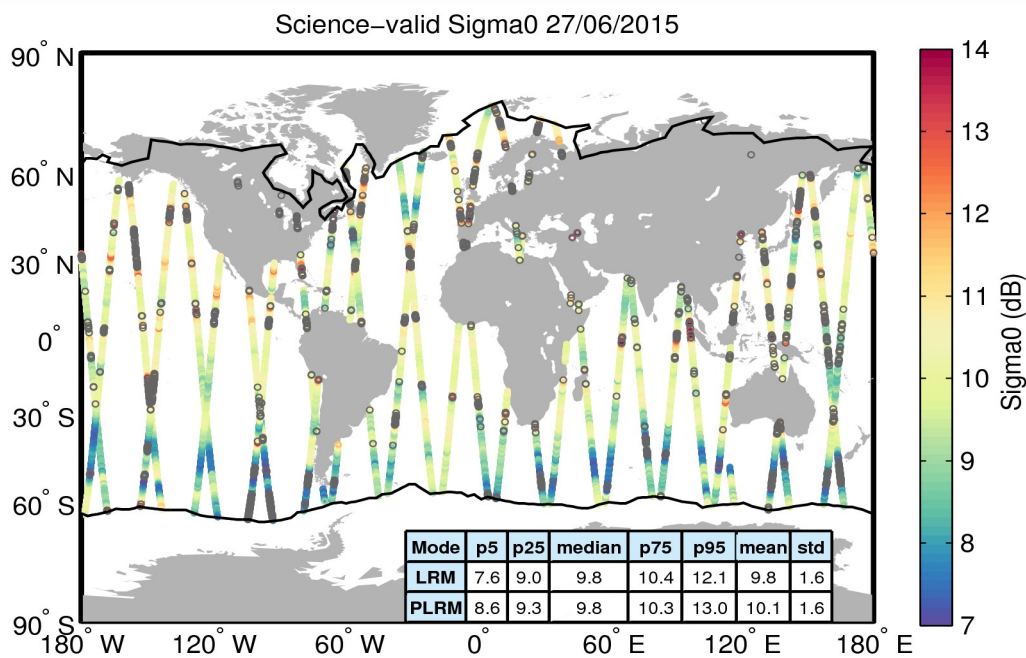 Science−valid Sigma0 27/06/2015
90° N
60° N
30° N
0°
30° S
60° S
90° S
180° W
120° W
60° W
0°
60° E
120° E
180° E
14
13
12
11
10
9
8
7
Sigma0 (dB)
Mode p5 p25 median p75 p95 mean std
LRM 7.6 9.0 9.8 10.4 12.1 9.8 1.6
PLRM 8.6 9.3 9.8 10.3 13.0 10.1 1.6